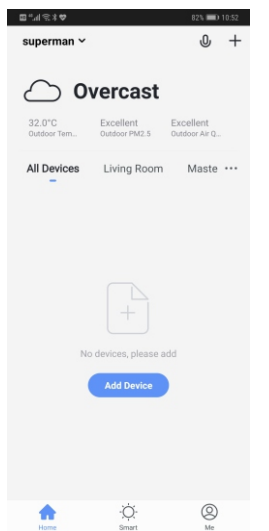 82% 10:52
superman
Overcast
32.0°C Excellent Excellent
Outdoor Tem... Outdoor PM2.5 Outdoor Air Q...
All Devices Living Room Maste ...
No devices, please add
Add Device
Home Smart Me